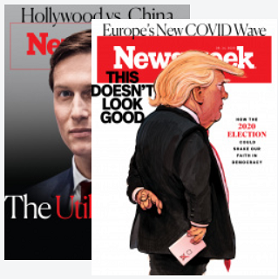 Hollywood vs. China
New
The Util
Europe's New COVID Wave
Newsweek
THIS
DOESN'T
LOOK
GOOD
HOW THE
2020
ELECTION
COULD
SHAKE OUR
FAITH IN
DEMOCRACY